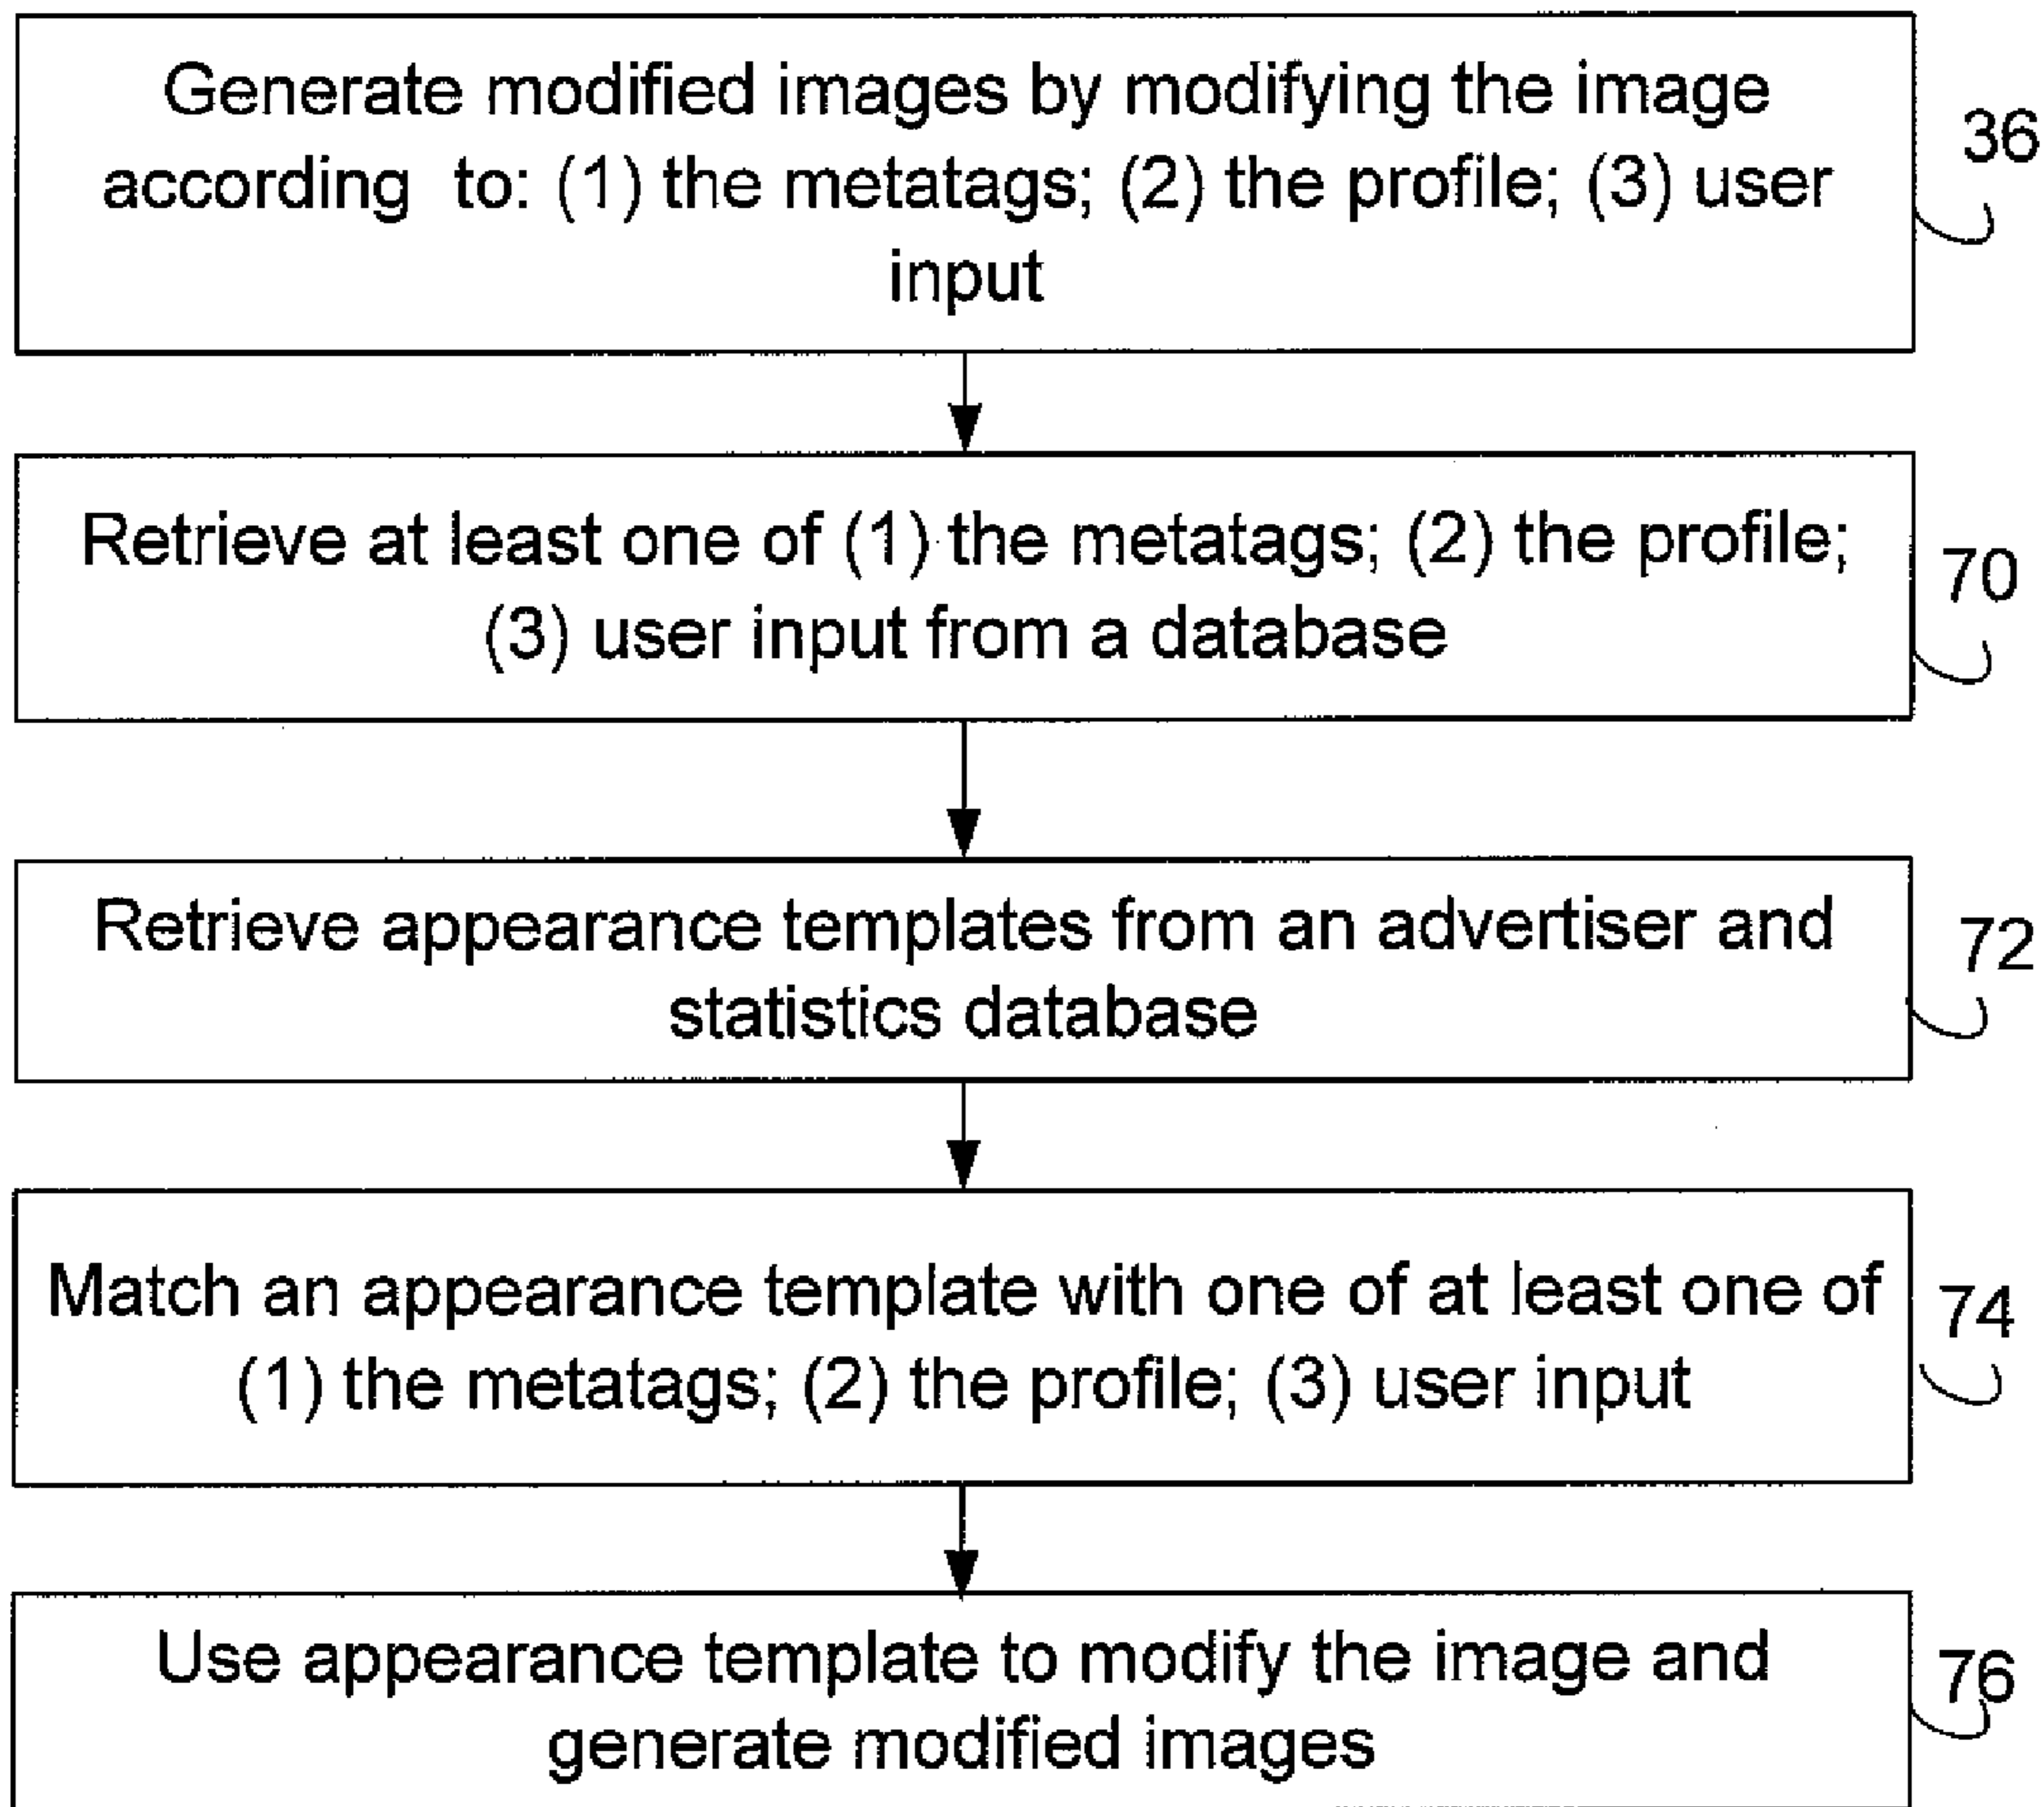 Generate modified images by modifying the image
according to: (1) the metatags; (2) the profile; (3) user
input
36
Retrieve at least one of (1) the metatags; (2) the profile;
(3) user input from a database
70
Retrieve appearance templates from an advertiser and
statistics database
72
Match an appearance template with one of at least one of
(1) the metatags; (2) the profile; (3) user input
74
Use appearance template to modify the image and
generate modified images
76